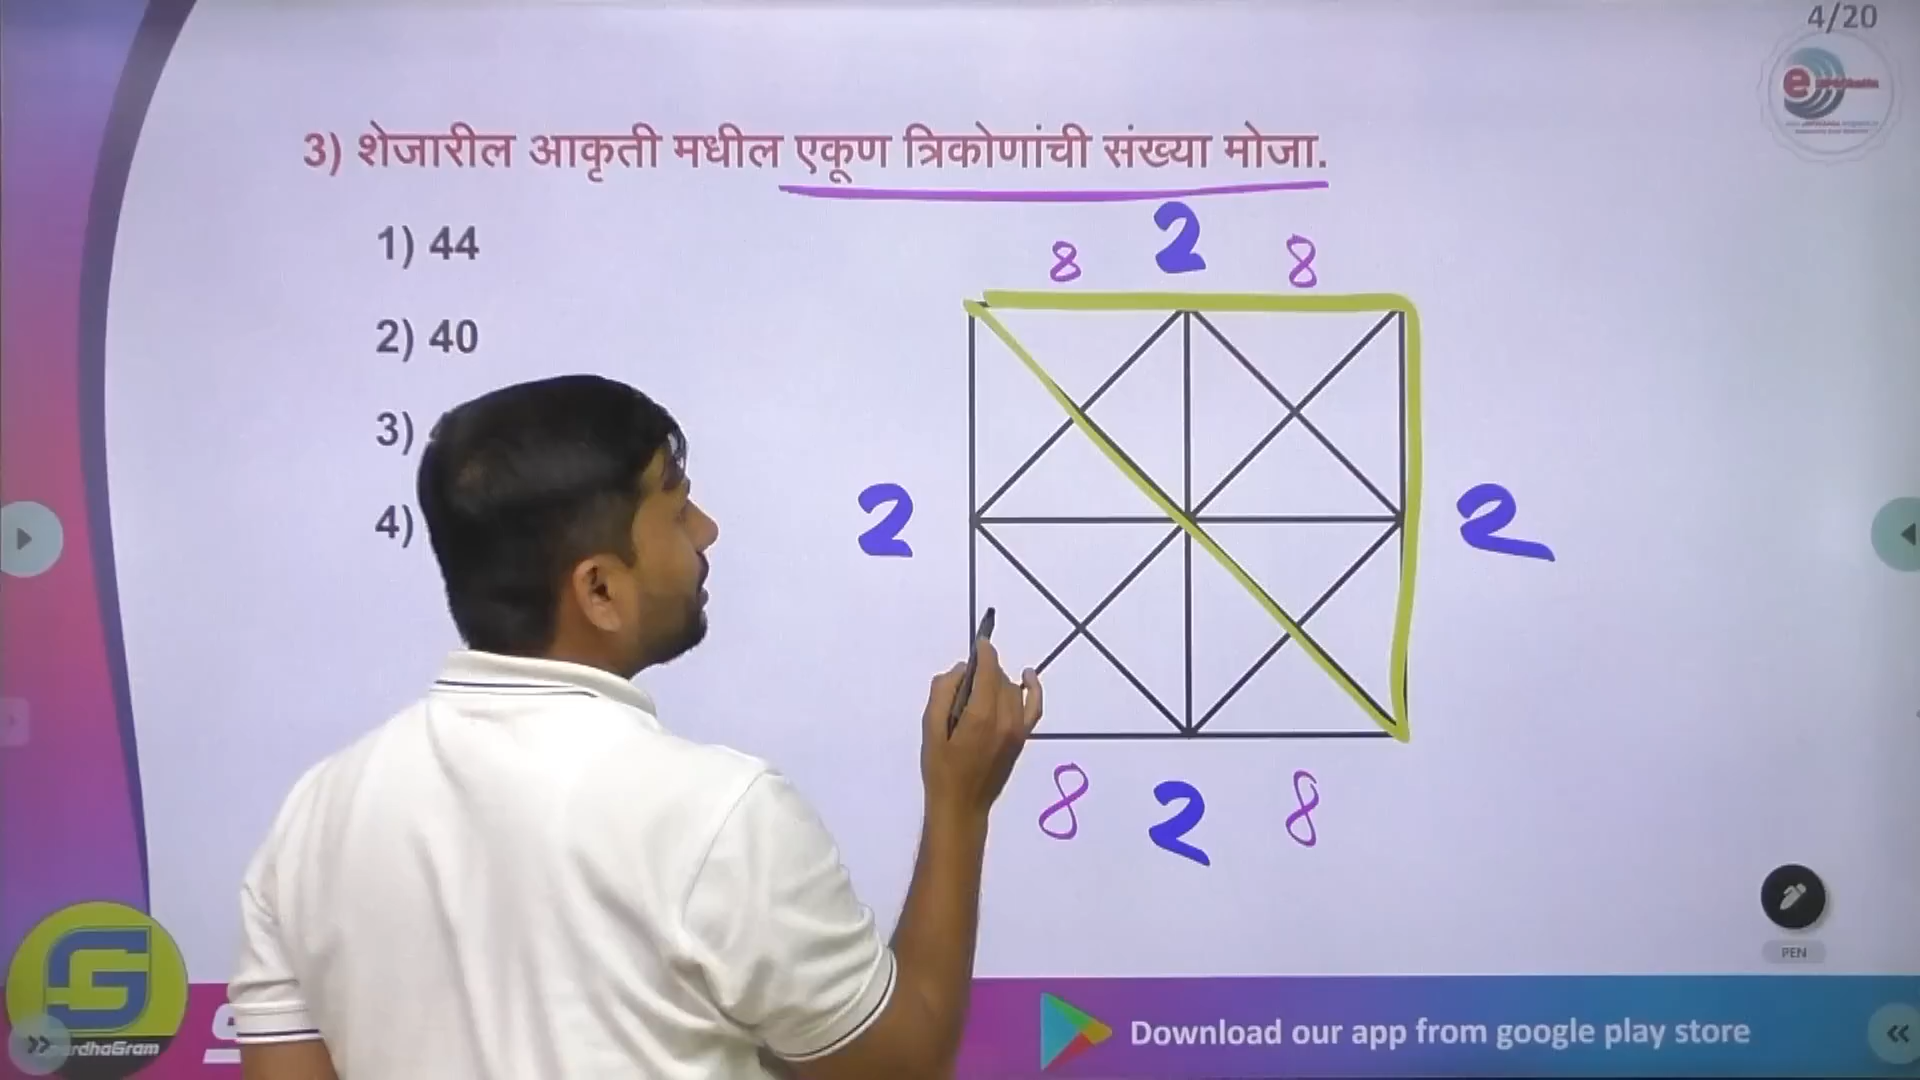 4/20
e
3) शेजारील आकृती मधील एकूण त्रिकोणांची संख्या मोजा.
1) 44
2) 40
3)
4)
8 2 8
2 2
8 2 8
PEN
G
Download our app from google play store